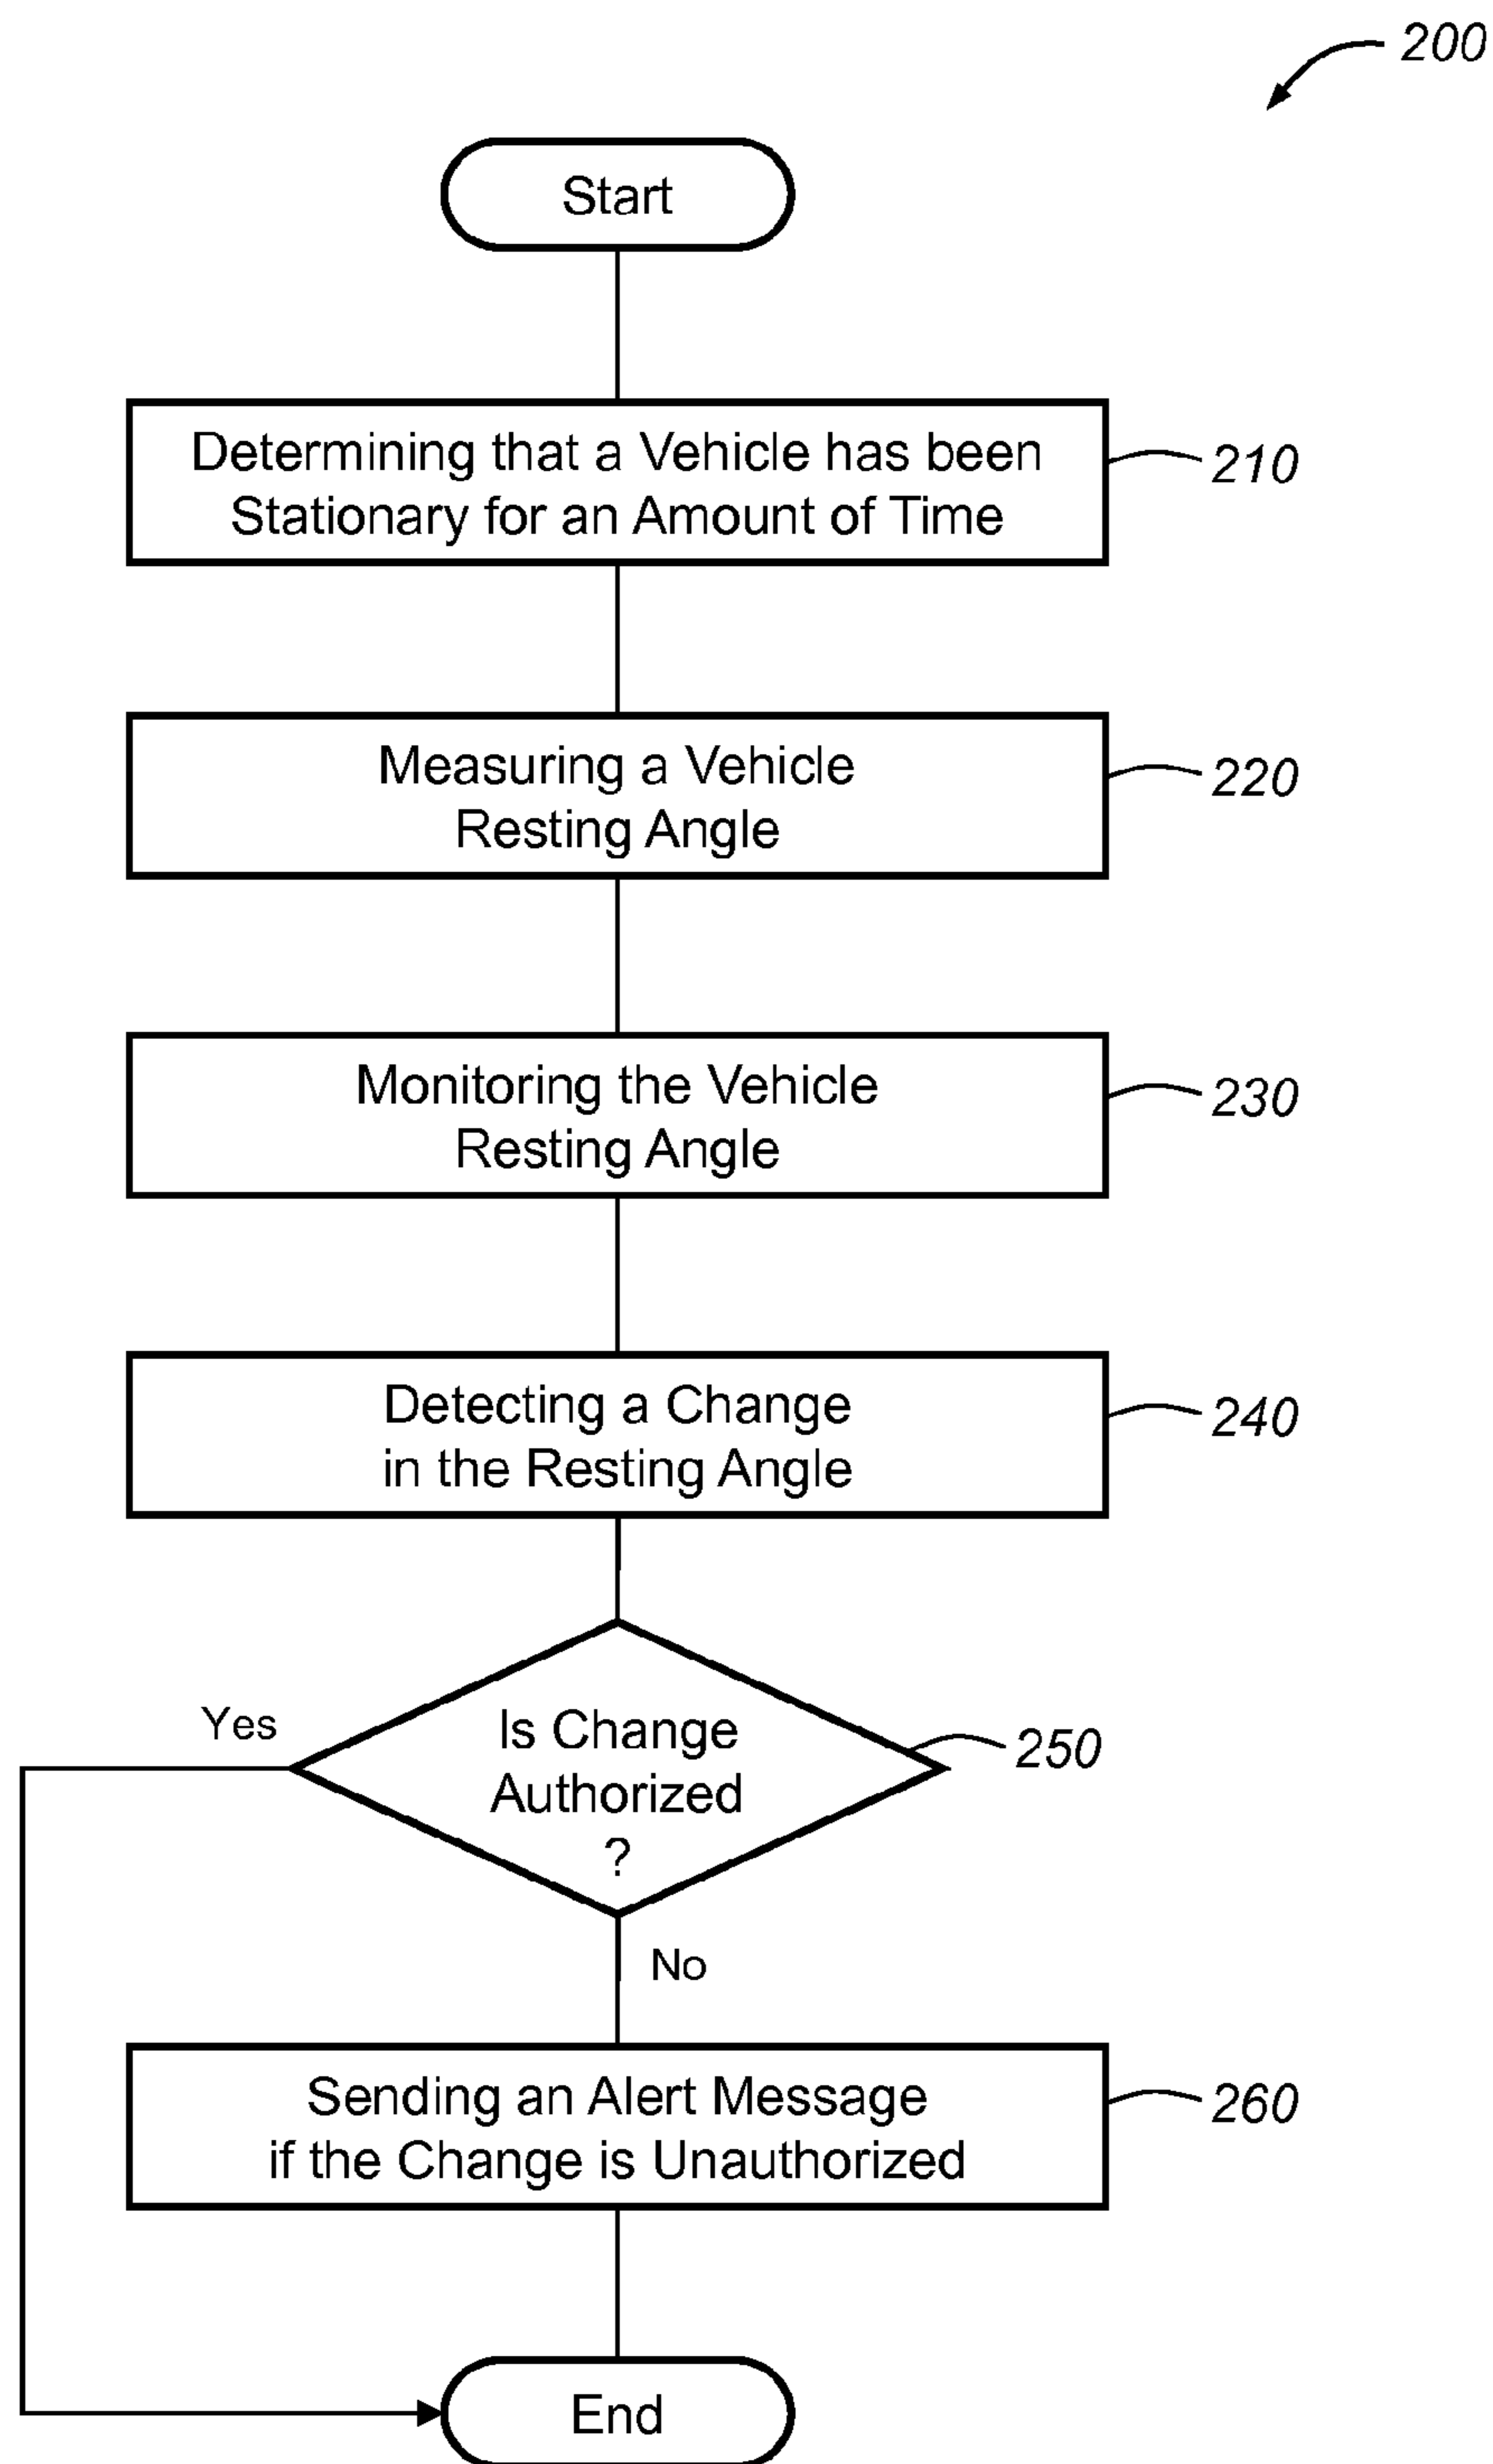 200
Start
Determining that a Vehicle has been
Stationary for an Amount of Time
210
Measuring a Vehicle
Resting Angle
220
Monitoring the Vehicle
Resting Angle
230
Detecting a Change
in the Resting Angle
240
Yes
Is Change
Authorized
?
250
No
Sending an Alert Message
if the Change is Unauthorized
260
End